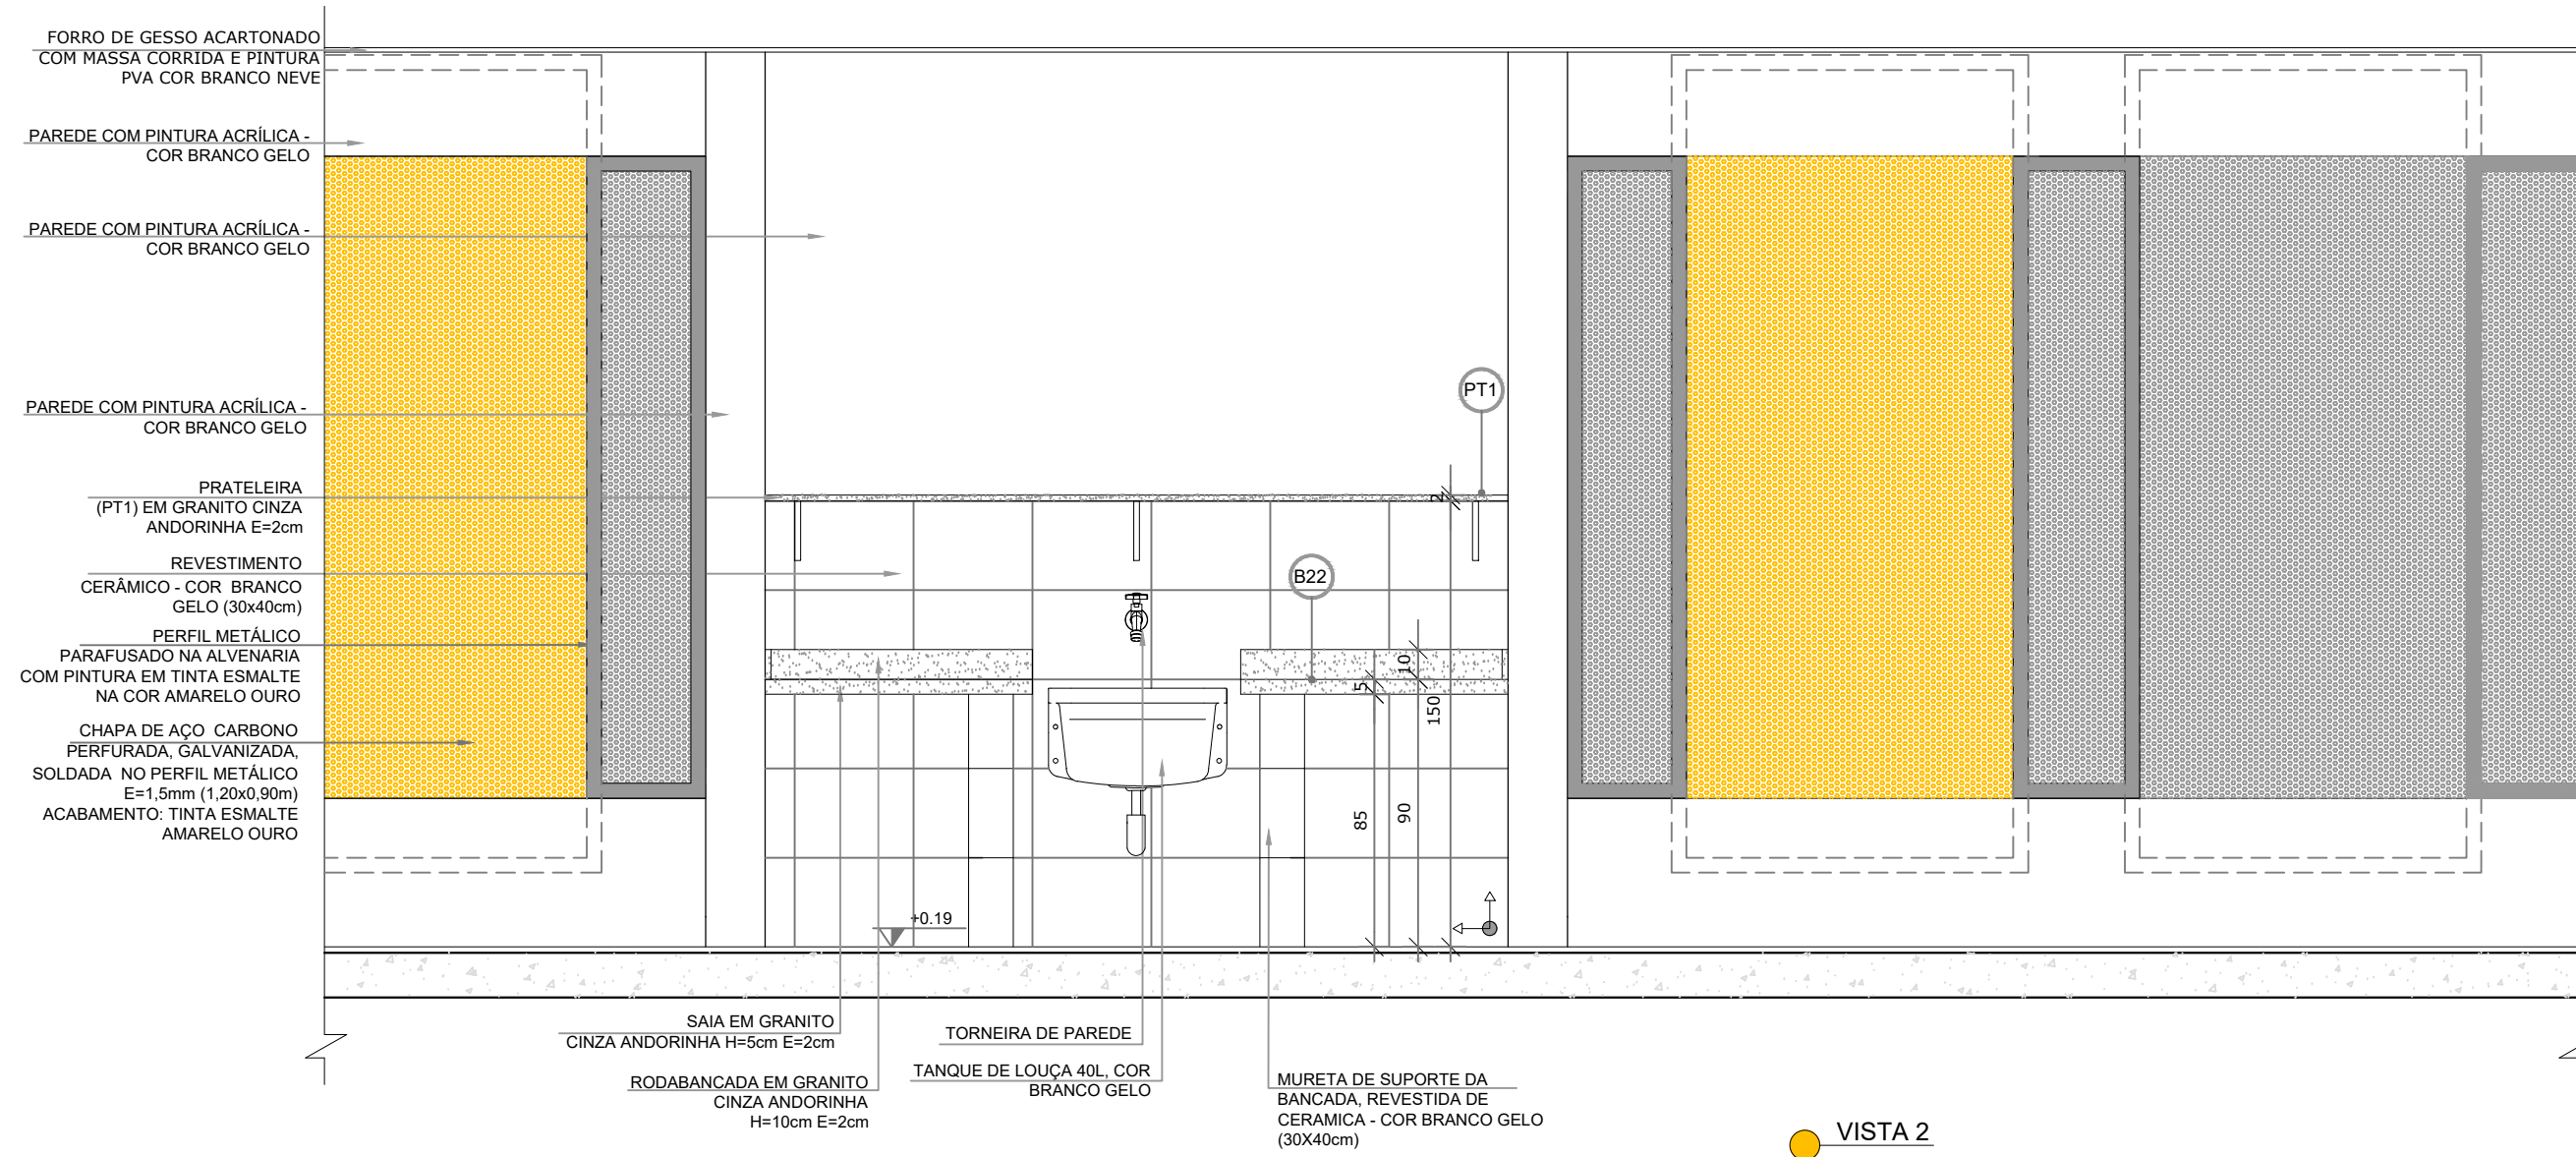 FORRO DE GESSO ACARTONADO
COM MASSA CORRIDA E PINTURA
PVA COR BRANCO NEVE
PAREDE COM PINTURA ACRÍLICA -
COR BRANCO GELO
PAREDE COM PINTURA ACRÍLICA -
COR BRANCO GELO
PAREDE COM PINTURA ACRÍLICA -
COR BRANCO GELO
PRATELEIRA
(PT1) EM GRANITO CINZA
ANDORINHA E=2cm
REVESTIMENTO
CERÂMICO - COR BRANCO
GELO (30x40cm)
PERFIL METÁLICO
PARAFUSADO NA ALVENARIA
COM PINTURA EM TINTA ESMALTE
NA COR AMARELO OURO
CHAPA DE AÇO CARBONO
PERFURADA, GALVANIZADA,
SOLDADA NO PERFIL METÁLICO
E=1,5mm (1,20x0,90m)
ACABAMENTO: TINTA ESMALTE
AMARELO OURO
PT1
2
B22
10
5
150
85
90
+0.19
SAIA EM GRANITO
CINZA ANDORINHA H=5cm E=2cm
RODABANCADA EM GRANITO
CINZA ANDORINHA
H=10cm E=2cm
TORNEIRA DE PAREDE
TANQUE DE LOUÇA 40L, COR
BRANCO GELO
MURETA DE SUPORTE DA
BANCADA, REVESTIDA DE
CERAMICA - COR BRANCO GELO
(30X40cm)
VISTA 2